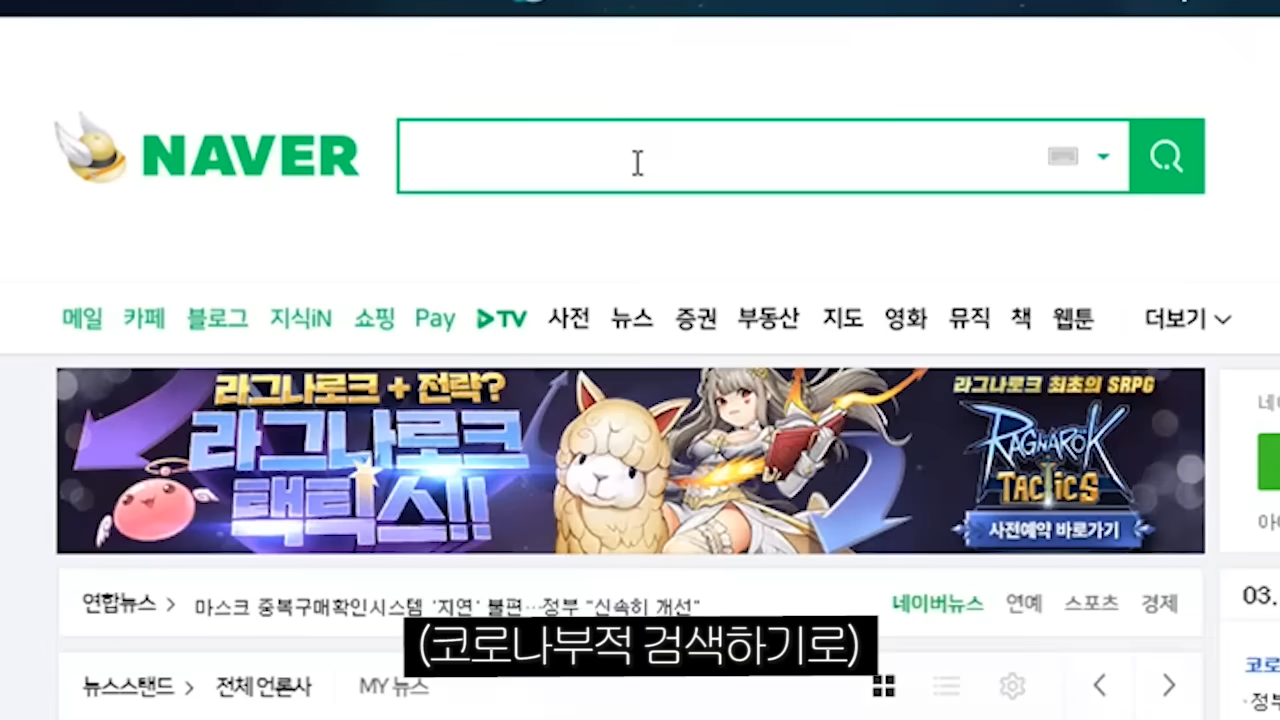 NAVER
메일 카페 블로그 지식iN 쇼핑 Pay TV 사전 뉴스 증권 부동산 지도 영화 뮤직 책 웹툰 더보기
라그나로크 + 전략?
라그나로크
택틱스!!
라그나로크 최초의 SRPG
RAGNAROK
TACTICS
사전예약 바로가기
연합뉴스 > 마스크 중복구매확인시스템 '지연' 불편…정부 "신속히 개선"
네이버뉴스 연예 스포츠 경제
03.
(코로나부적 검색하기로)
뉴스스탠드 > 전체 언론사 MY 뉴스